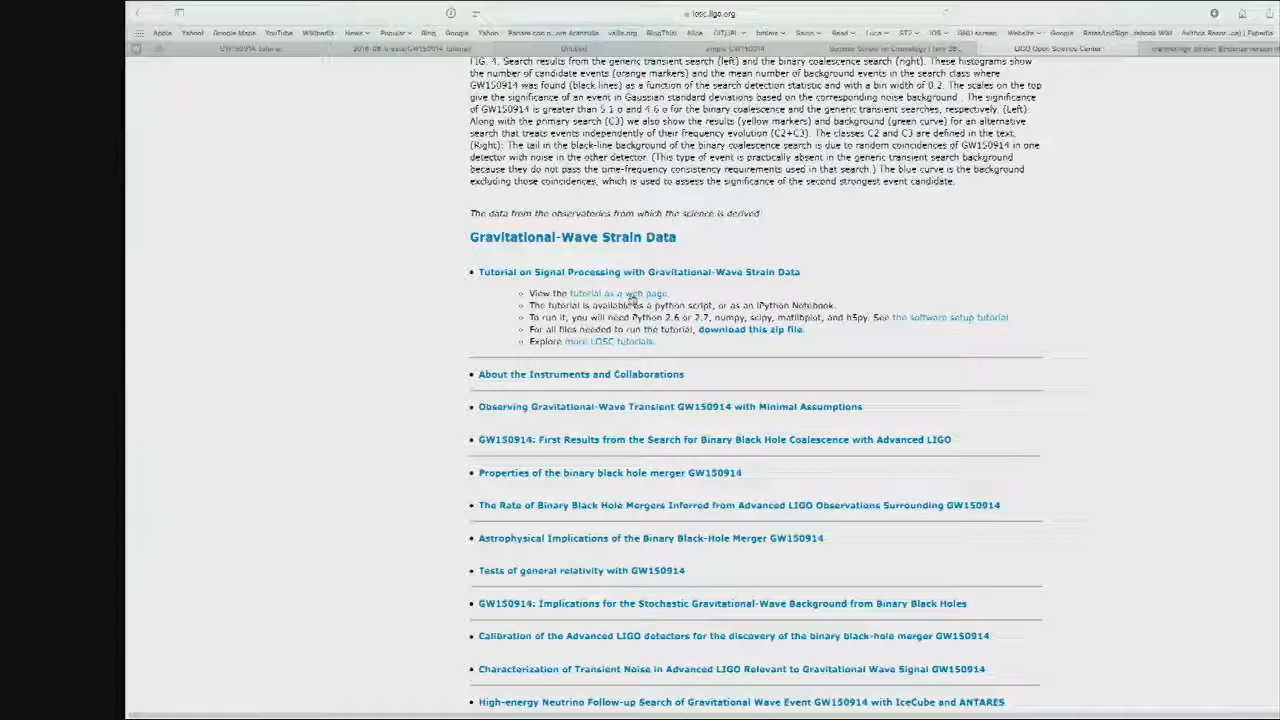 losc.ligo.org
Apple Yahoo! Google Maps YouTube Wikipedia News Popular Bing Google Yahoo
GW150914 tutorial
LIGO Open Science Center
FIG. 4. Search results from the generic transient search (left) and the binary coalescence search (right). These histograms show
the number of candidate events (orange markers) and the mean number of background events in the search class where
GW150914 was found (black lines) as a function of the search detection statistic and with a bin width of 0.2. The scales on the top
give the significance of an event in Gaussian standard deviations based on the corresponding noise background. The significance
of GW150914 is greater than 5.1 σ and 4.6 σ for the binary coalescence and the generic transient searches, respectively. (Left):
Along with the primary search (C3) we also show the results (yellow markers) and background (green curve) for an alternative
search that treats events independently of their frequency evolution (C2+C3). The classes C2 and C3 are defined in the text.
(Right): The tail in the black-line background of the binary coalescence search is due to random coincidences of GW150914 in one
detector with noise in the other detector. (This type of event is practically absent in the generic transient search background
because they do not pass the time-frequency consistency requirements used in that search.) The blue curve is the background
excluding those coincidences, which is used to assess the significance of the second strongest event candidate.
The data from the observatories from which the science is derived
Gravitational-Wave Strain Data
• Tutorial on Signal Processing with Gravitational-Wave Strain Data
View the tutorial as a web page.
The tutorial is available as a python script, or as an iPython Notebook.
To run it, you will need Python 2.6 or 2.7, numpy, scipy, matlibplot, and h5py. See the software setup tutorial.
For all files needed to run the tutorial, download this zip file.
Explore more LOSC tutorials.
• About the Instruments and Collaborations
• Observing Gravitational-Wave Transient GW150914 with Minimal Assumptions
• GW150914: First Results from the Search for Binary Black Hole Coalescence with Advanced LIGO
• Properties of the binary black hole merger GW150914
• The Rate of Binary Black Hole Mergers Inferred from Advanced LIGO Observations Surrounding GW150914
• Astrophysical Implications of the Binary Black-Hole Merger GW150914
• Tests of general relativity with GW150914
• GW150914: Implications for the Stochastic Gravitational-Wave Background from Binary Black Holes
• Calibration of the Advanced LIGO detectors for the discovery of the binary black-hole merger GW150914
• Characterization of Transient Noise in Advanced LIGO Relevant to Gravitational Wave Signal GW150914
• High-energy Neutrino Follow-up Search of Gravitational Wave Event GW150914 with IceCube and ANTARES